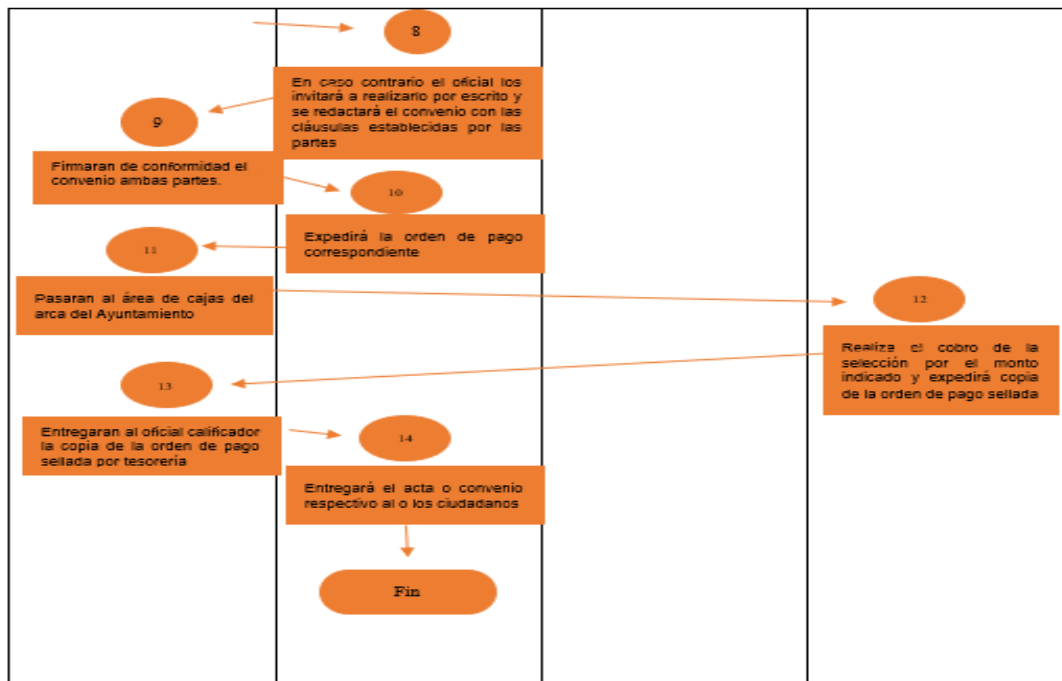 8
En caso contrario el oficial los
invitará a realizarlo por escrito y
se redactará el convenio con las
cláusulas establecidas por las
partes
9
Firmaran de conformidad el
convenio ambas partes.
10
Expedirá la orden de pago
correspondiente
11
Pasaran al área de cajas del
arca del Ayuntamiento
12
Realiza el cobro de la
selección por el monto
indicado y expedirá copia
de la orden de pago sellada
13
Entregaran al oficial calificador
la copia de la orden de pago
sellada por tesorería
14
Entregará el acta o convenio
respectivo al o los ciudadanos
Fin